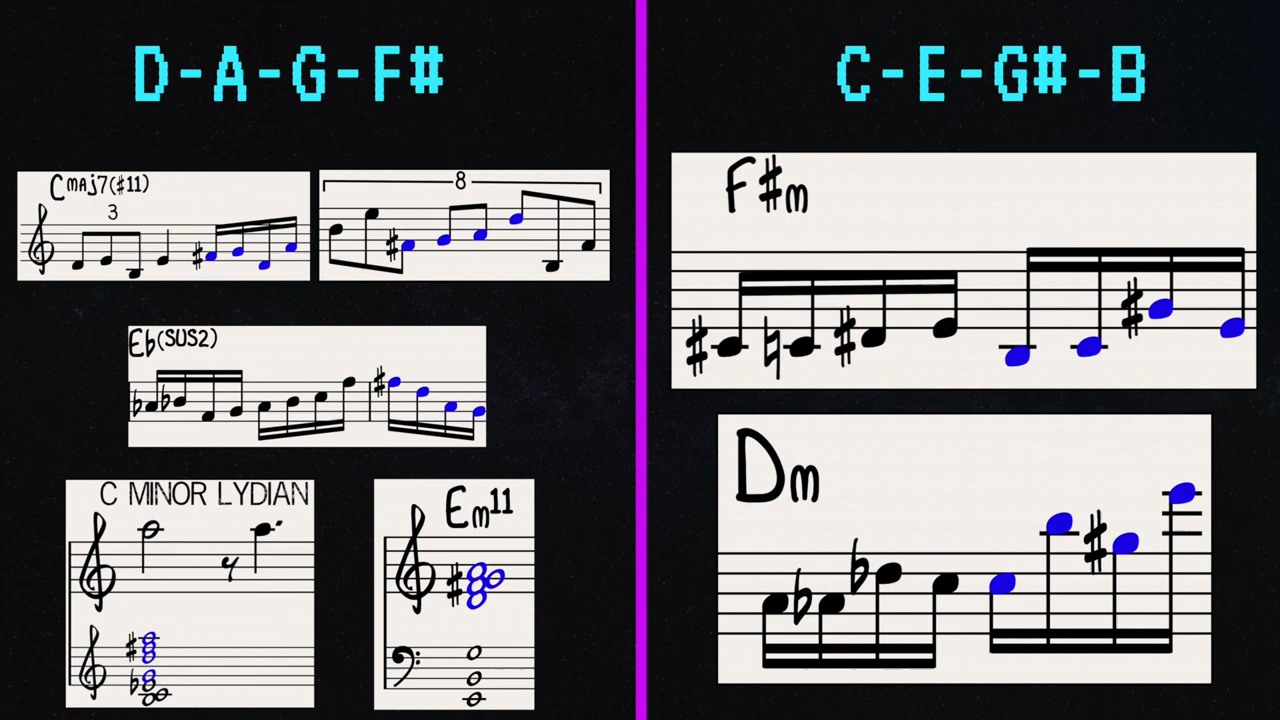 D-A-G-F#
Cmaj7(#11)
3
8
Eb(sus2)
C MINOR LYDIAN
Em11
C-E-G#-B
F#m
Dm